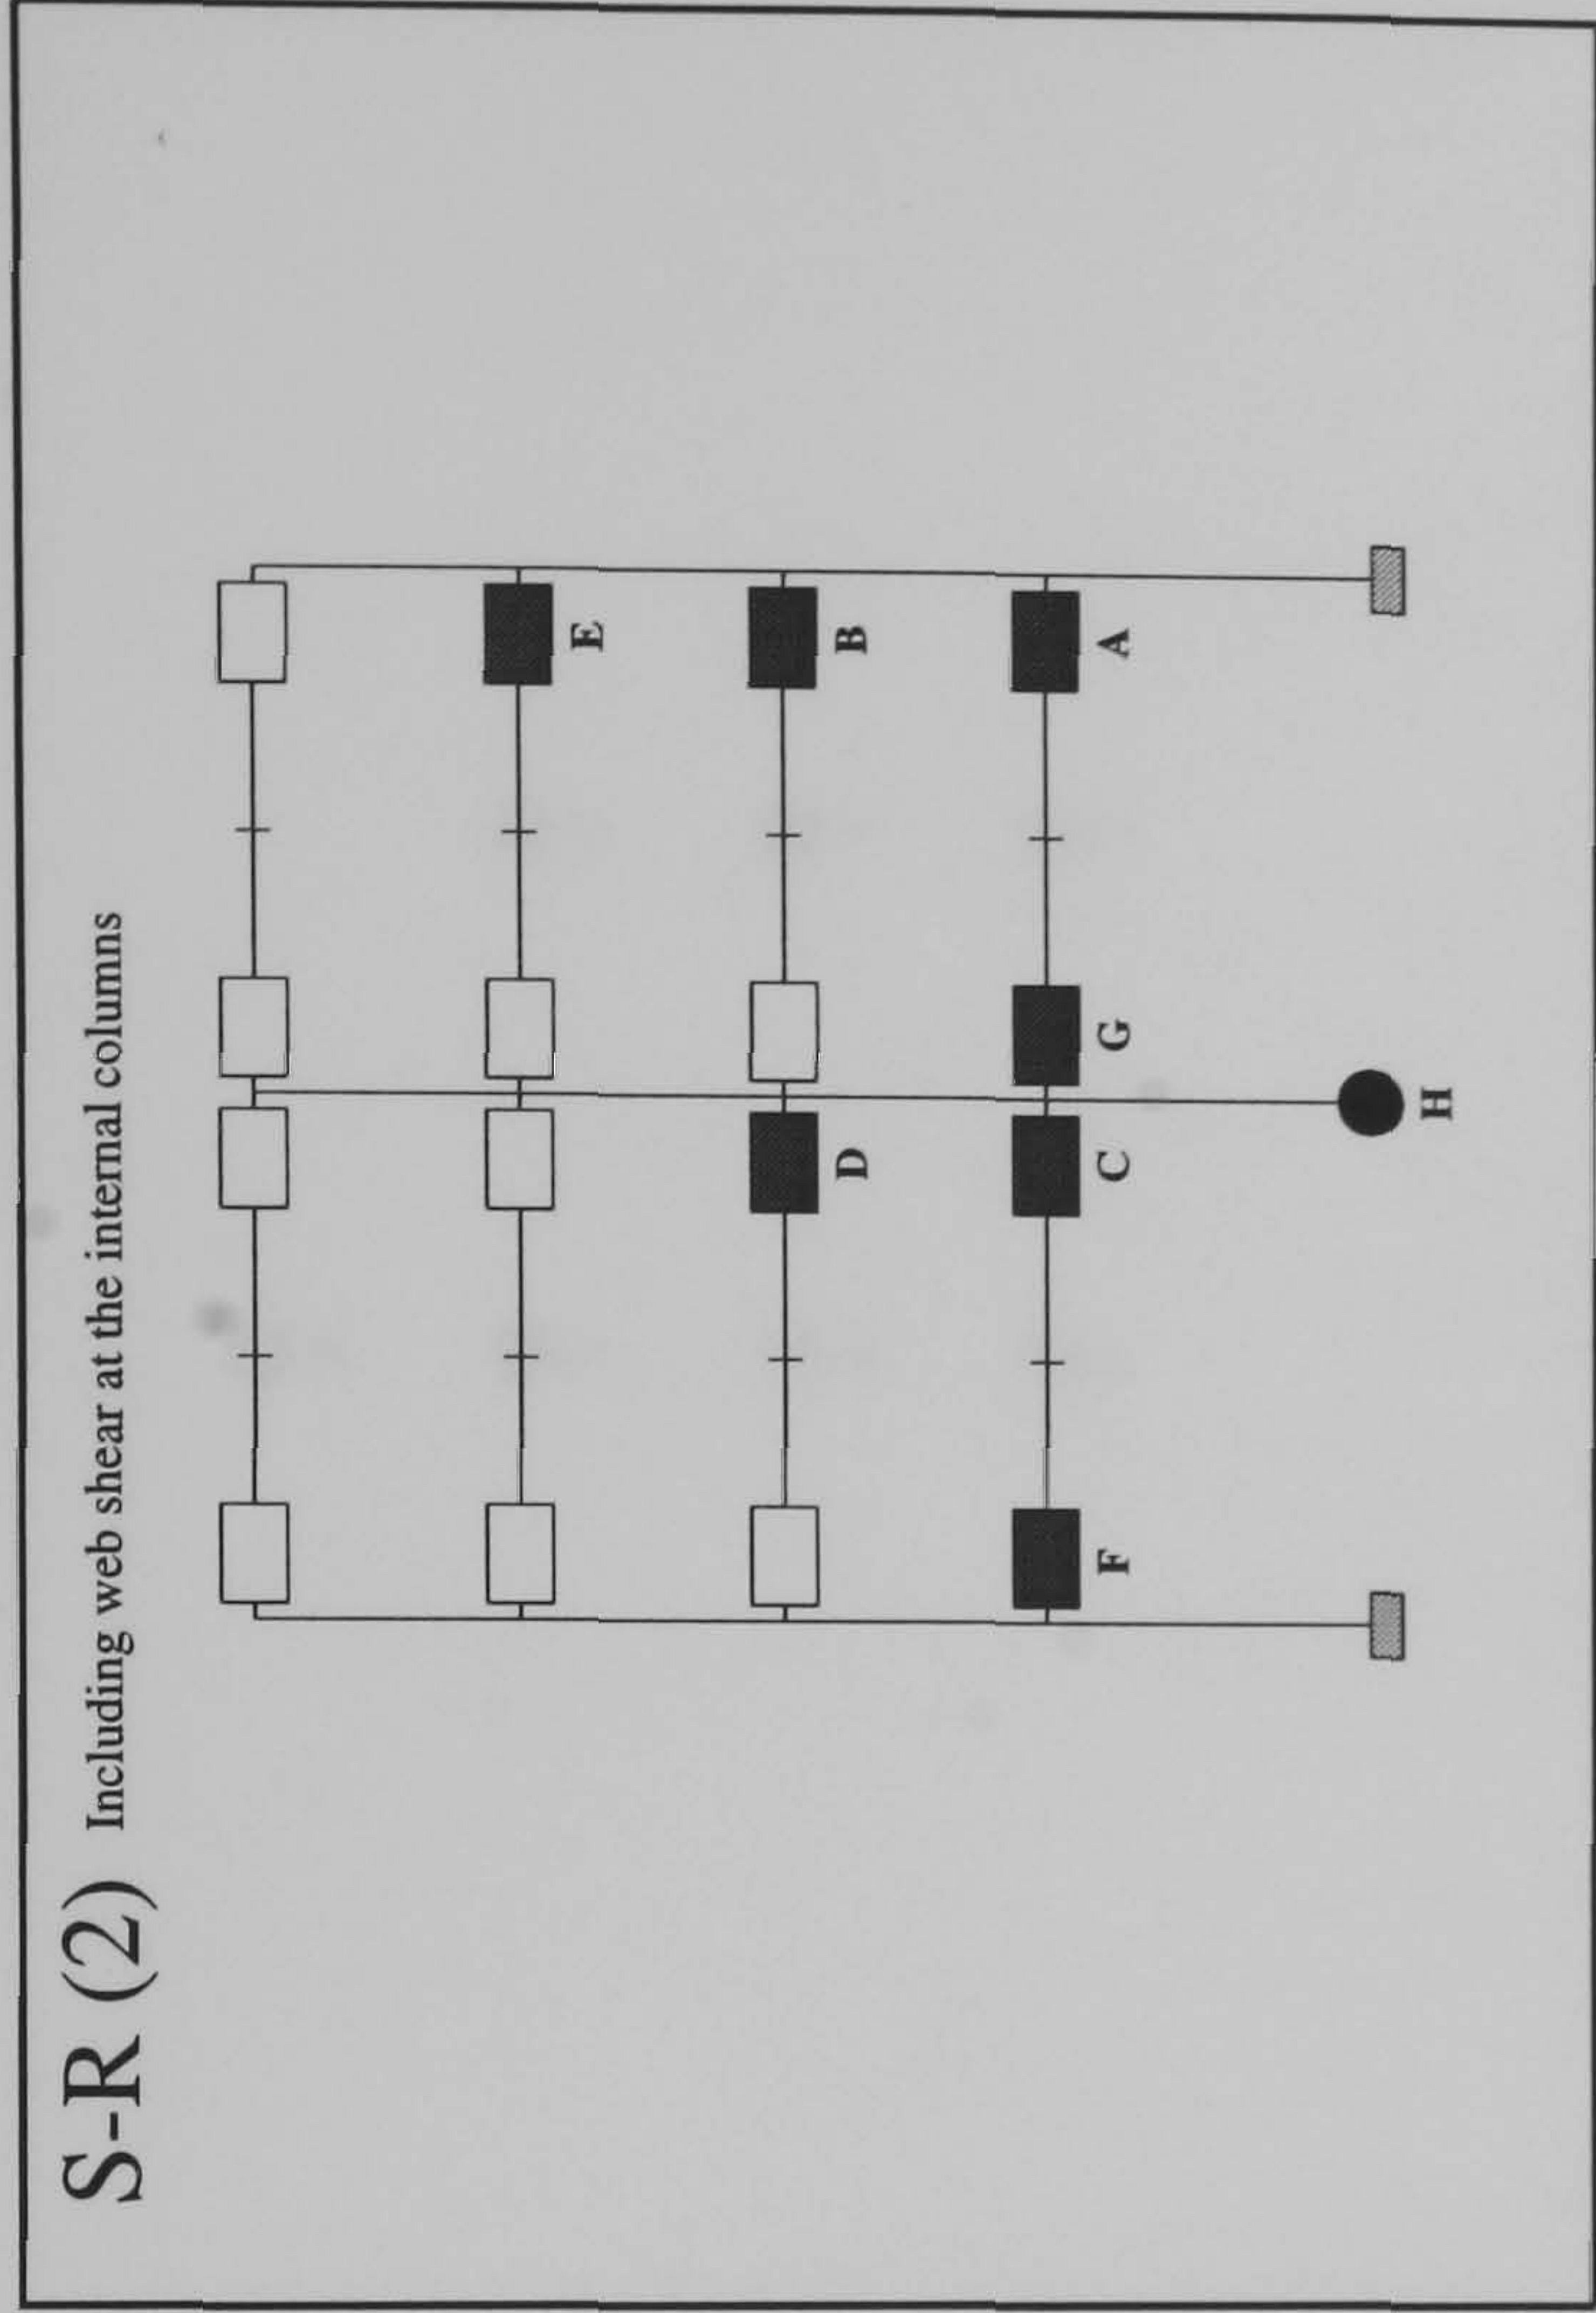 S-R (2) Including web shear at the internal columns
E
D B
F C G A
H